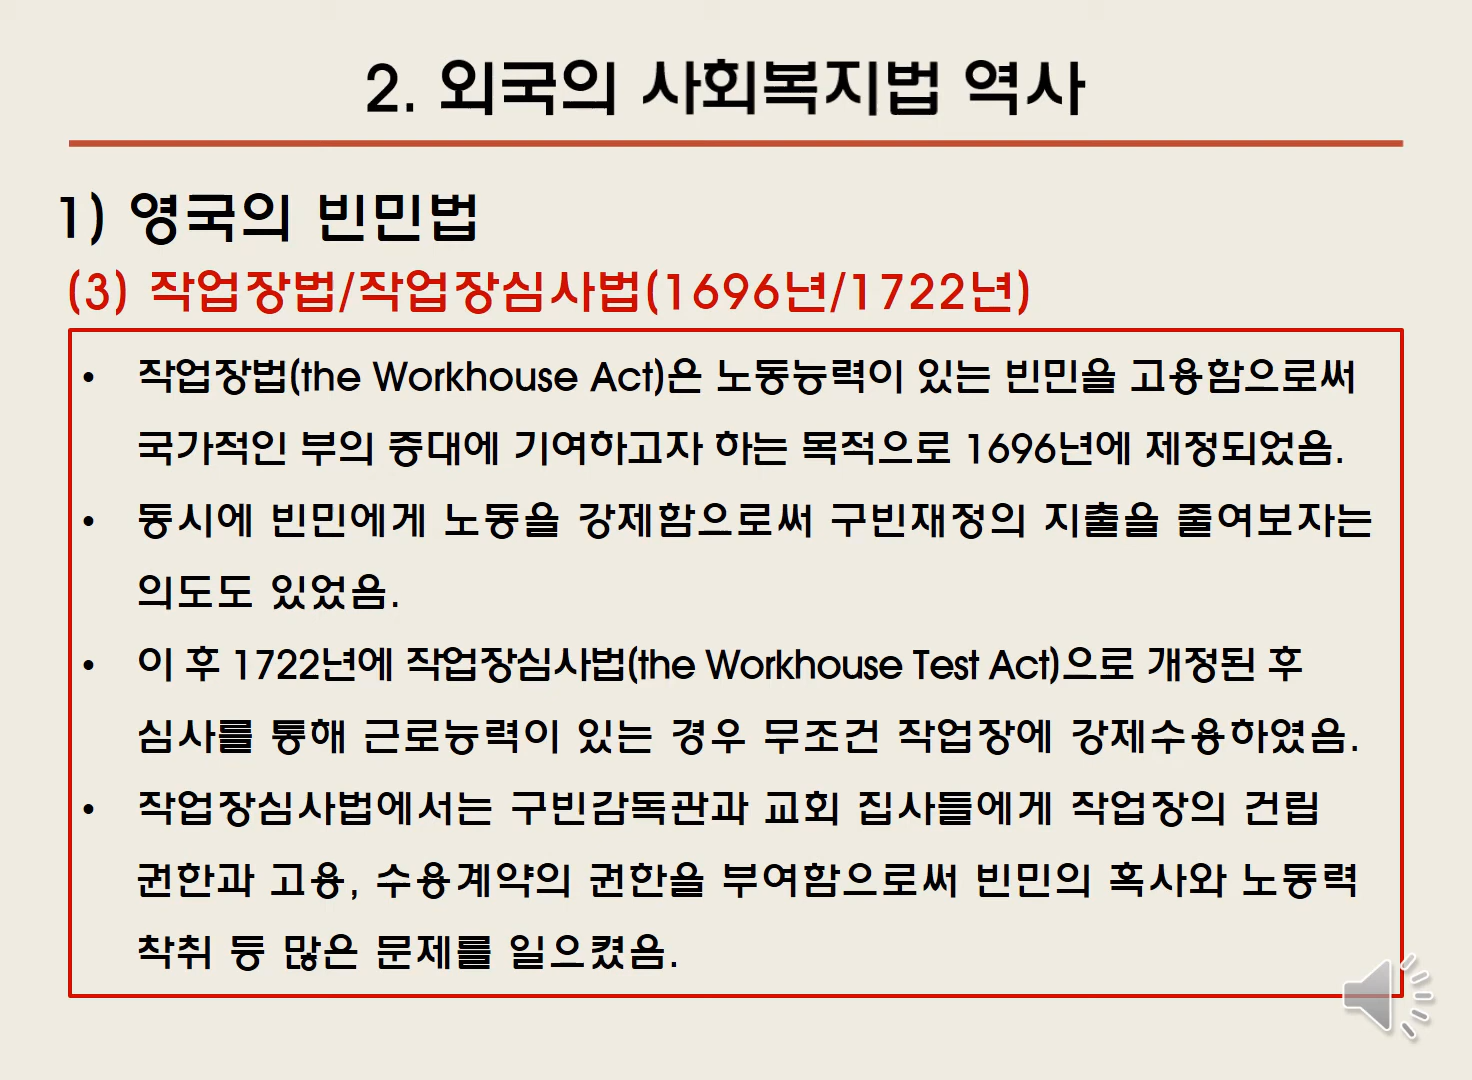 2. 외국의 사회복지법 역사
1) 영국의 빈민법
(3) 작업장법/작업장심사법(1696년/1722년)
• 작업장법(the Workhouse Act)은 노동능력이 있는 빈민을 고용함으로써
국가적인 부의 증대에 기여하고자 하는 목적으로 1696년에 제정되었음.
• 동시에 빈민에게 노동을 강제함으로써 구빈재정의 지출을 줄여보자는
의도도 있었음.
• 이 후 1722년에 작업장심사법(the Workhouse Test Act)으로 개정된 후
심사를 통해 근로능력이 있는 경우 무조건 작업장에 강제수용하였음.
• 작업장심사법에서는 구빈감독관과 교회 집사들에게 작업장의 건립
권한과 고용, 수용계약의 권한을 부여함으로써 빈민의 혹사와 노동력
착취 등 많은 문제를 일으켰음.